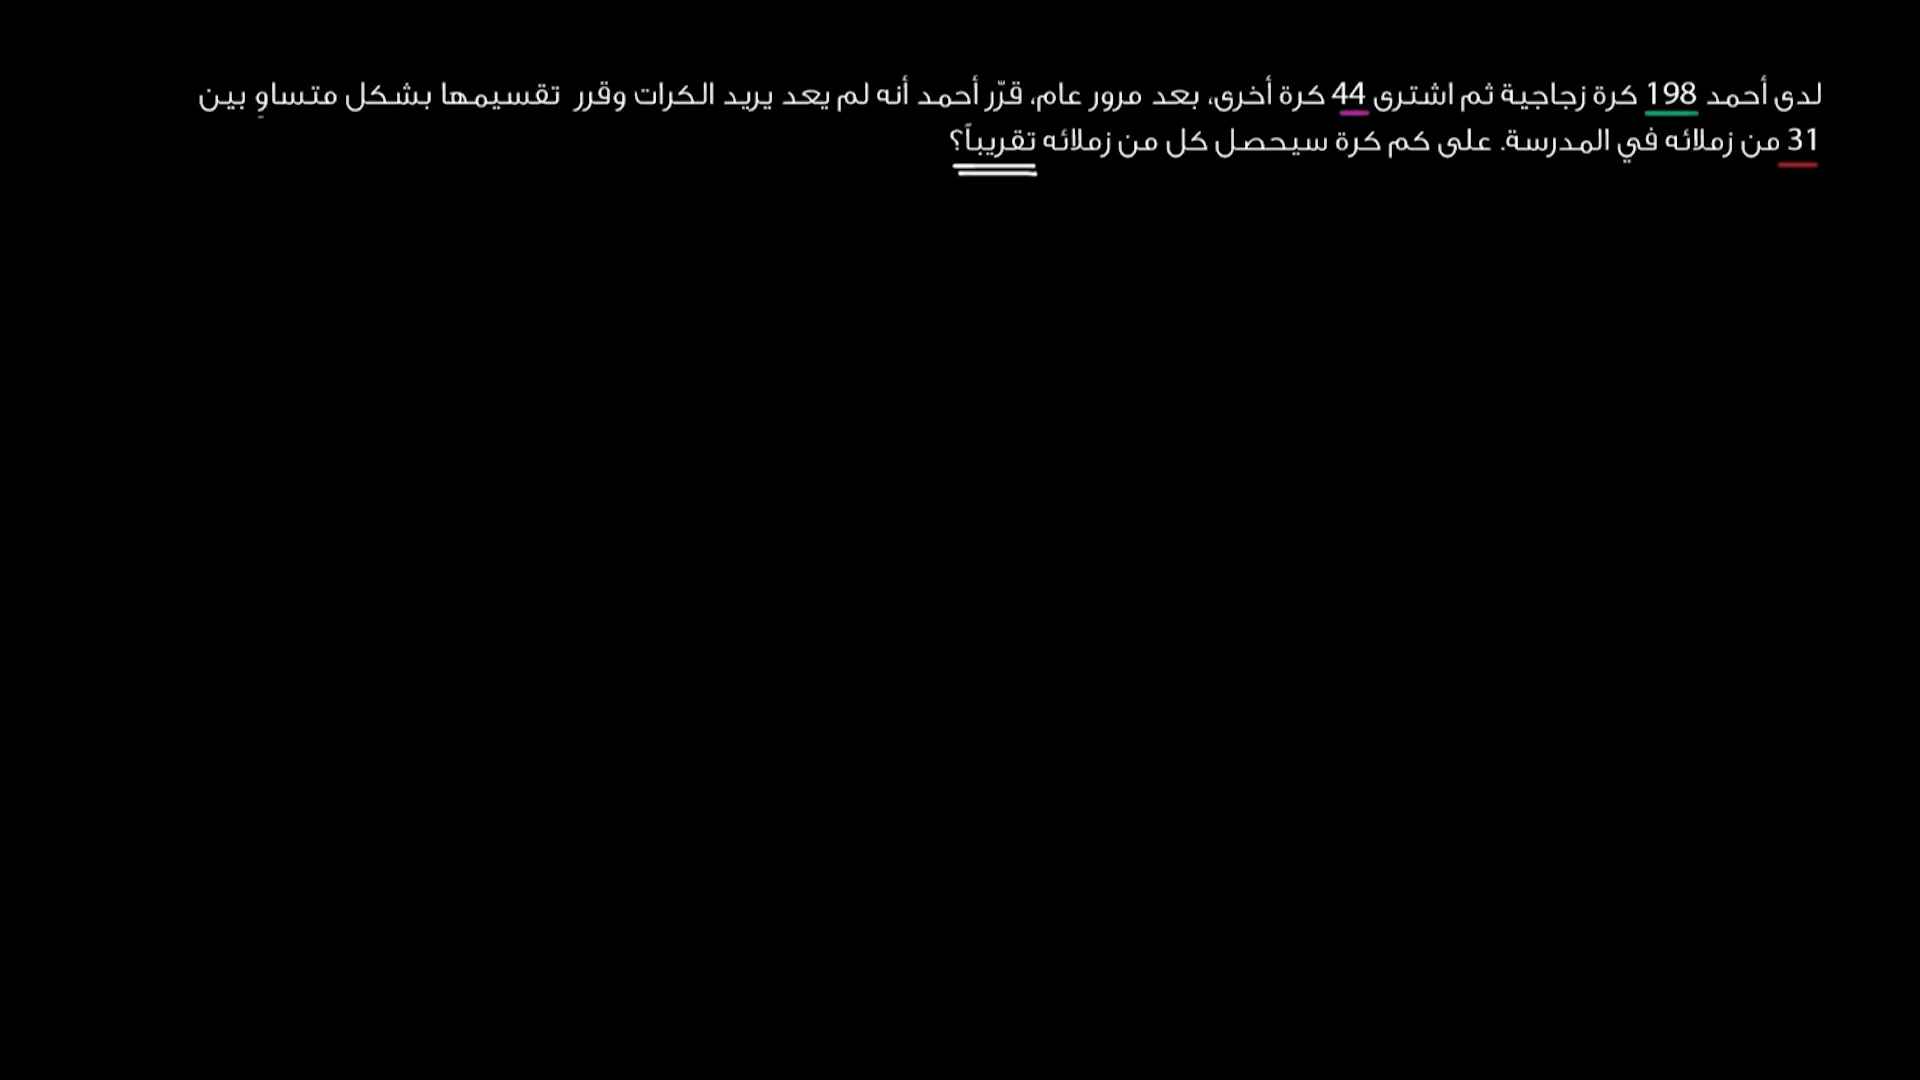 لدى أحمد 198 كرة زجاجية ثم اشترى 44 كرة أخرى، بعد مرور عام، قرّر أحمد أنه لم يعد يريد الكرات وقرر تقسيمها بشكل متساوٍ بين
31 من زملائه في المدرسة. على كم كرة سيحصل كل من زملائه تقريباً؟